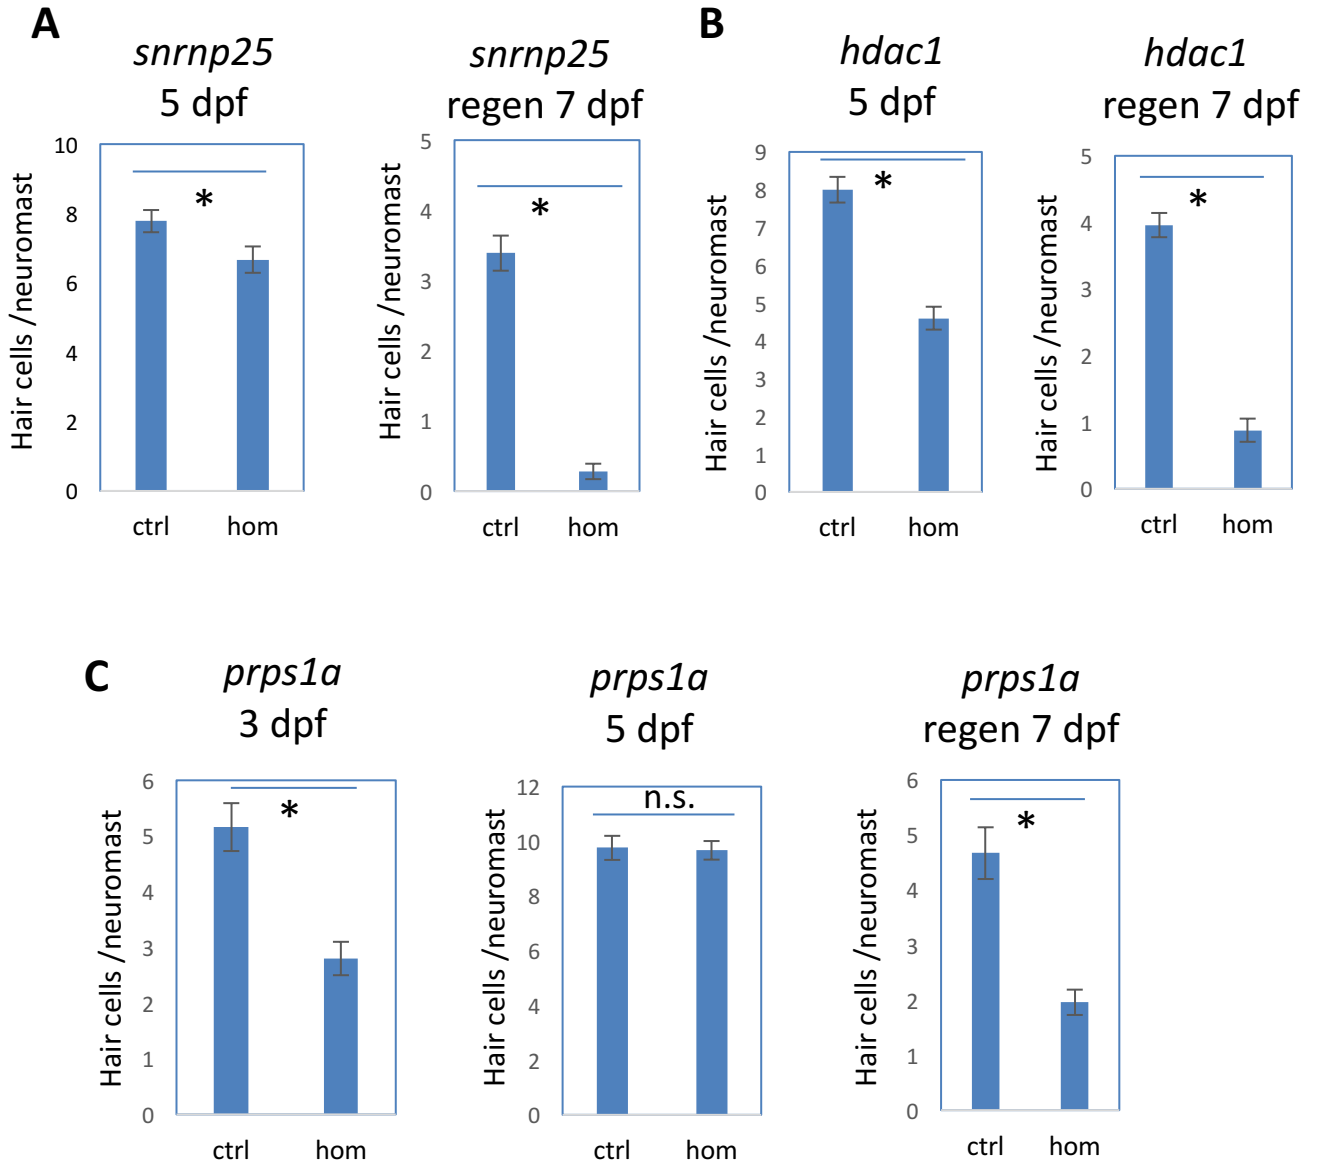 A
snrnp25
5 dpf
Hair cells /neuromast
10
8
6
4
2
0
*
ctrl hom
snrnp25
regen 7 dpf
Hair cells /neuromast
5
4
3
2
1
0
*
ctrl hom
B
hdac1
5 dpf
Hair cells /neuromast
9
8
7
6
5
4
3
2
1
0
*
ctrl hom
hdac1
regen 7 dpf
Hair cells /neuromast
5
4
3
2
1
0
*
ctrl hom
C
prps1a
3 dpf
Hair cells /neuromast
6
5
4
3
2
1
0
*
ctrl hom
prps1a
5 dpf
Hair cells /neuromast
12
10
8
6
4
2
0
n.s.
ctrl hom
prps1a
regen 7 dpf
Hair cells /neuromast
6
5
4
3
2
1
0
*
ctrl hom